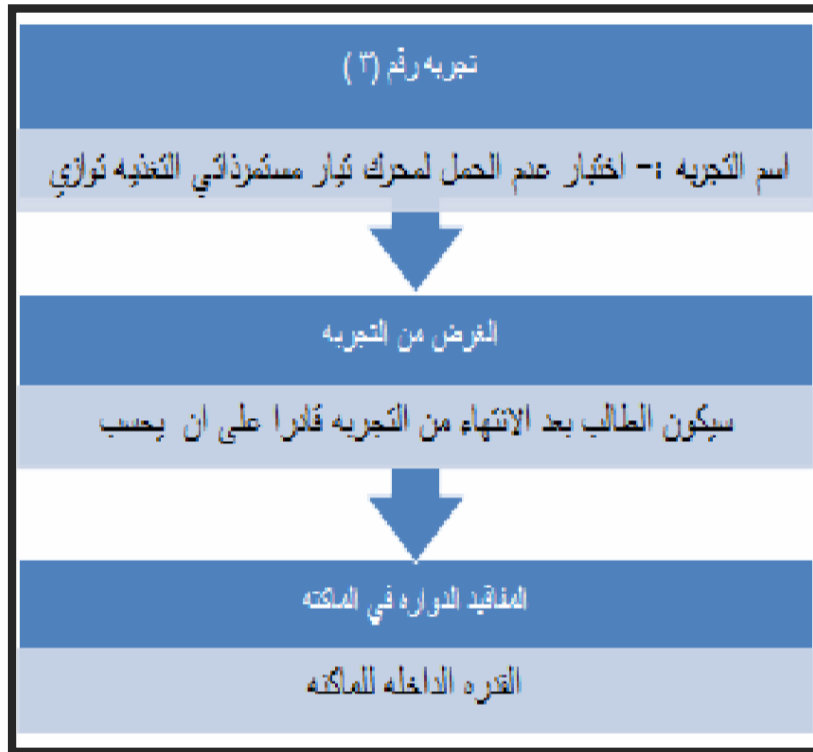 تجربه رقم (٣)
اسم التجربه :- اختبار عدم الحمل لمحرك تيار مستمرذاتي التغذيه توازي
الغرض من التجربه
سيكون الطالب بعد الانتهاء من التجربه قادرا على ان يحسب
المفاقيد الدواره في الماكنه
القدره الداخله للماكنه